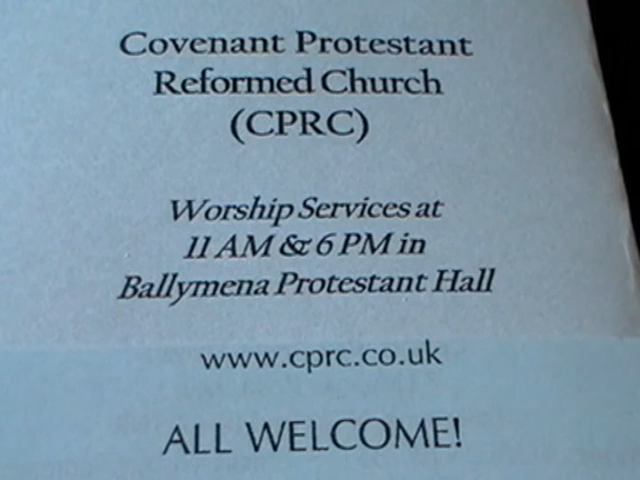 Covenant Protestant
Reformed Church
(CPRC)
Worship Services at
11 AM & 6 PM in
Ballymena Protestant Hall
www.cprc.co.uk
ALL WELCOME!